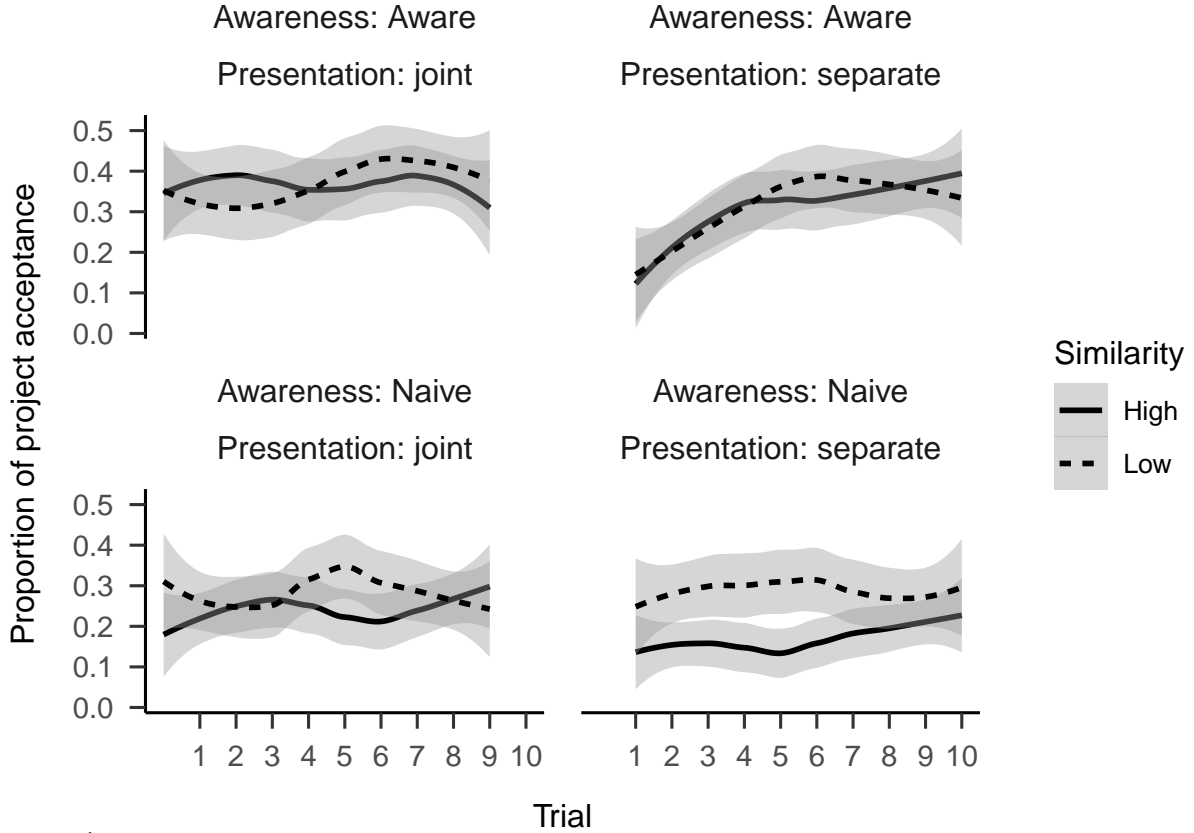 Awareness: Aware
Awareness: Aware
Presentation: joint
Presentation: separate
0.5
0.4
0.3
0.2
0.1
0.0
Proportion of project acceptance
Awareness: Naive
Awareness: Naive
Presentation: joint
Presentation: separate
0.5
0.4
0.3
0.2
0.1
0.0
Similarity
High
Low
1 2 3 4 5 6 7 8 9 10
1 2 3 4 5 6 7 8 9 10
Trial